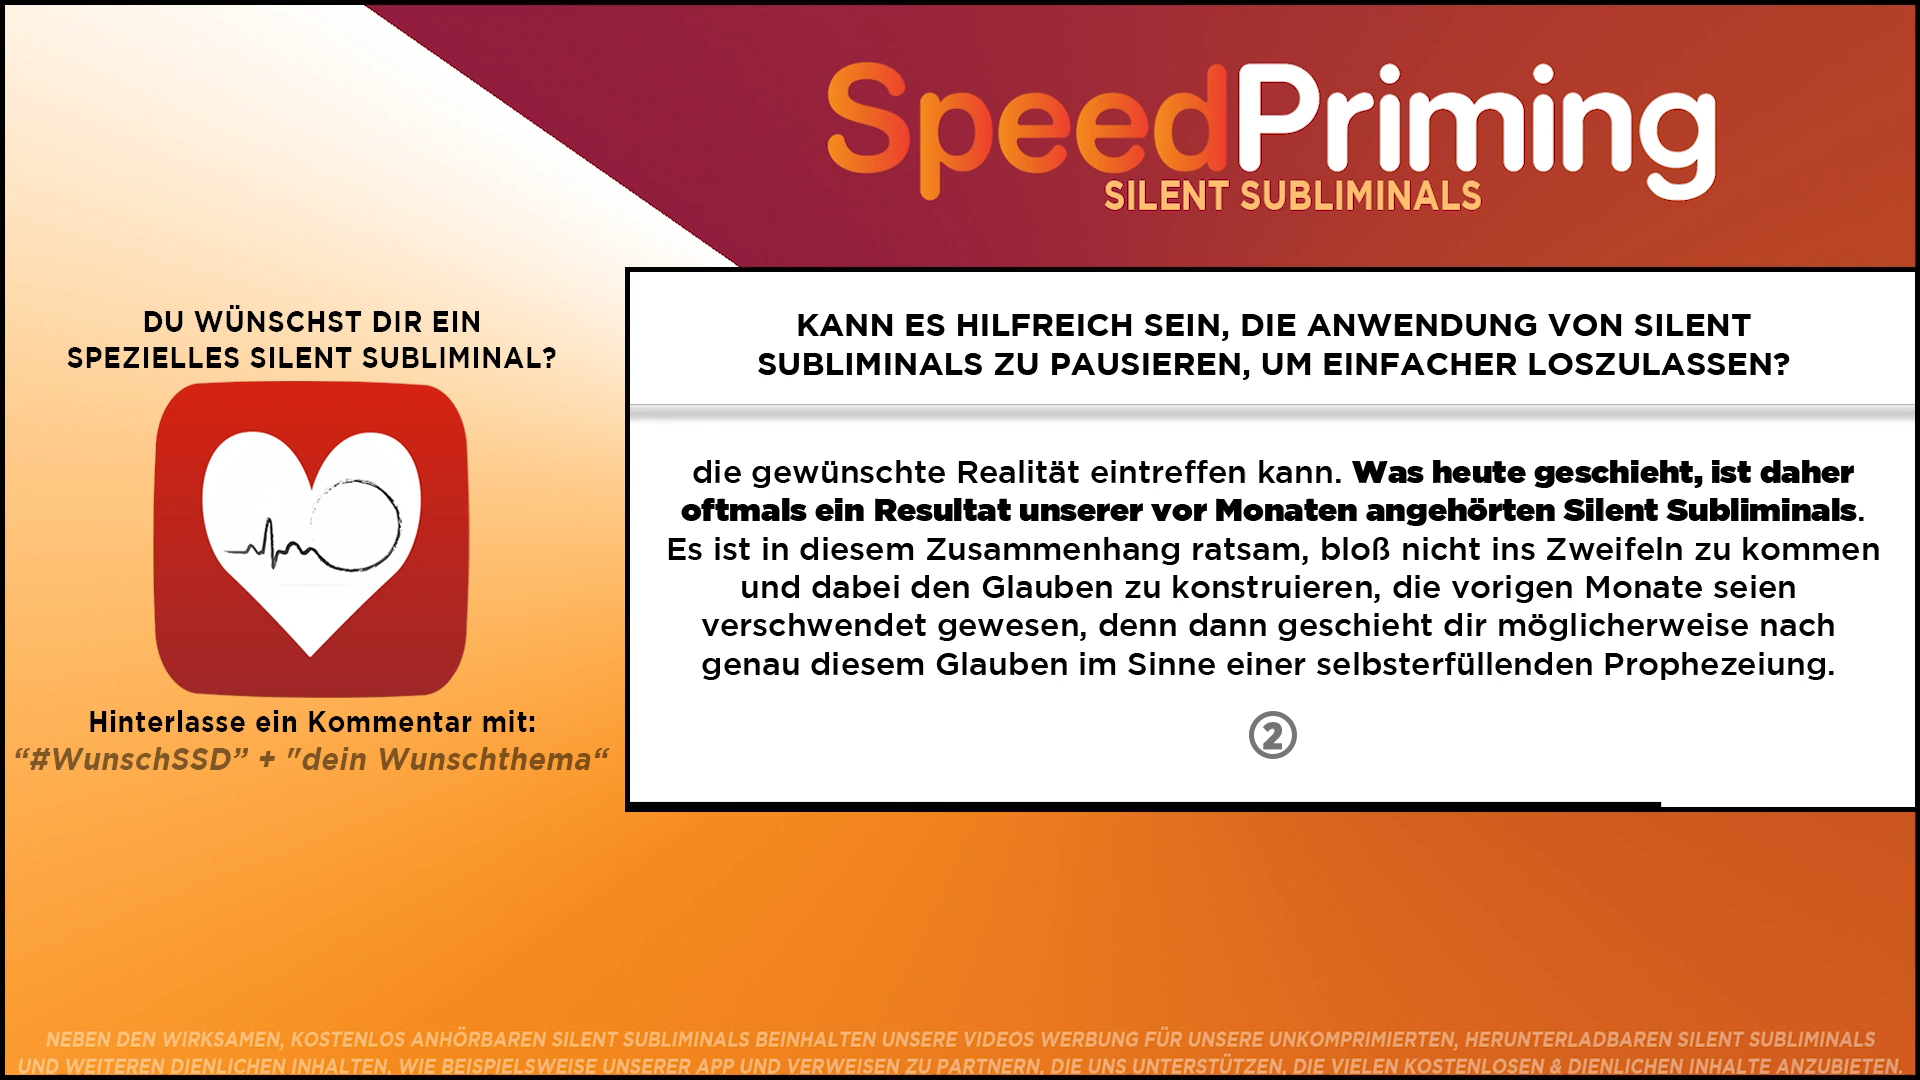 SpeedPriming
SILENT SUBLIMINALS
DU WÜNSCHST DIR EIN
SPEZIELLES SILENT SUBLIMINAL?
Hinterlasse ein Kommentar mit:
“#WunschSSD” + "dein Wunschthema“
KANN ES HILFREICH SEIN, DIE ANWENDUNG VON SILENT
SUBLIMINALS ZU PAUSIEREN, UM EINFACHER LOSZULASSEN?
die gewünschte Realität eintreffen kann. Was heute geschieht, ist daher
oftmals ein Resultat unserer vor Monaten angehörten Silent Subliminals.
Es ist in diesem Zusammenhang ratsam, bloß nicht ins Zweifeln zu kommen
und dabei den Glauben zu konstruieren, die vorigen Monate seien
verschwendet gewesen, denn dann geschieht dir möglicherweise nach
genau diesem Glauben im Sinne einer selbsterfüllenden Prophezeiung.
2
NEBEN DEN WIRKSAMEN, KOSTENLOS ANHÖRBAREN SILENT SUBLIMINALS BEINHALTEN UNSERE VIDEOS WERBUNG FÜR UNSERE UNKOMPRIMIERTEN, HERUNTERLADBAREN SILENT SUBLIMINALS
UND WEITEREN DIENLICHEN INHALTEN, WIE BEISPIELSWEISE UNSERER APP UND VERWEISEN ZU PARTNERN, DIE UNS UNTERSTÜTZEN, DIE VIELEN KOSTENLOSEN & DIENLICHEN INHALTE ANZUBIETEN.